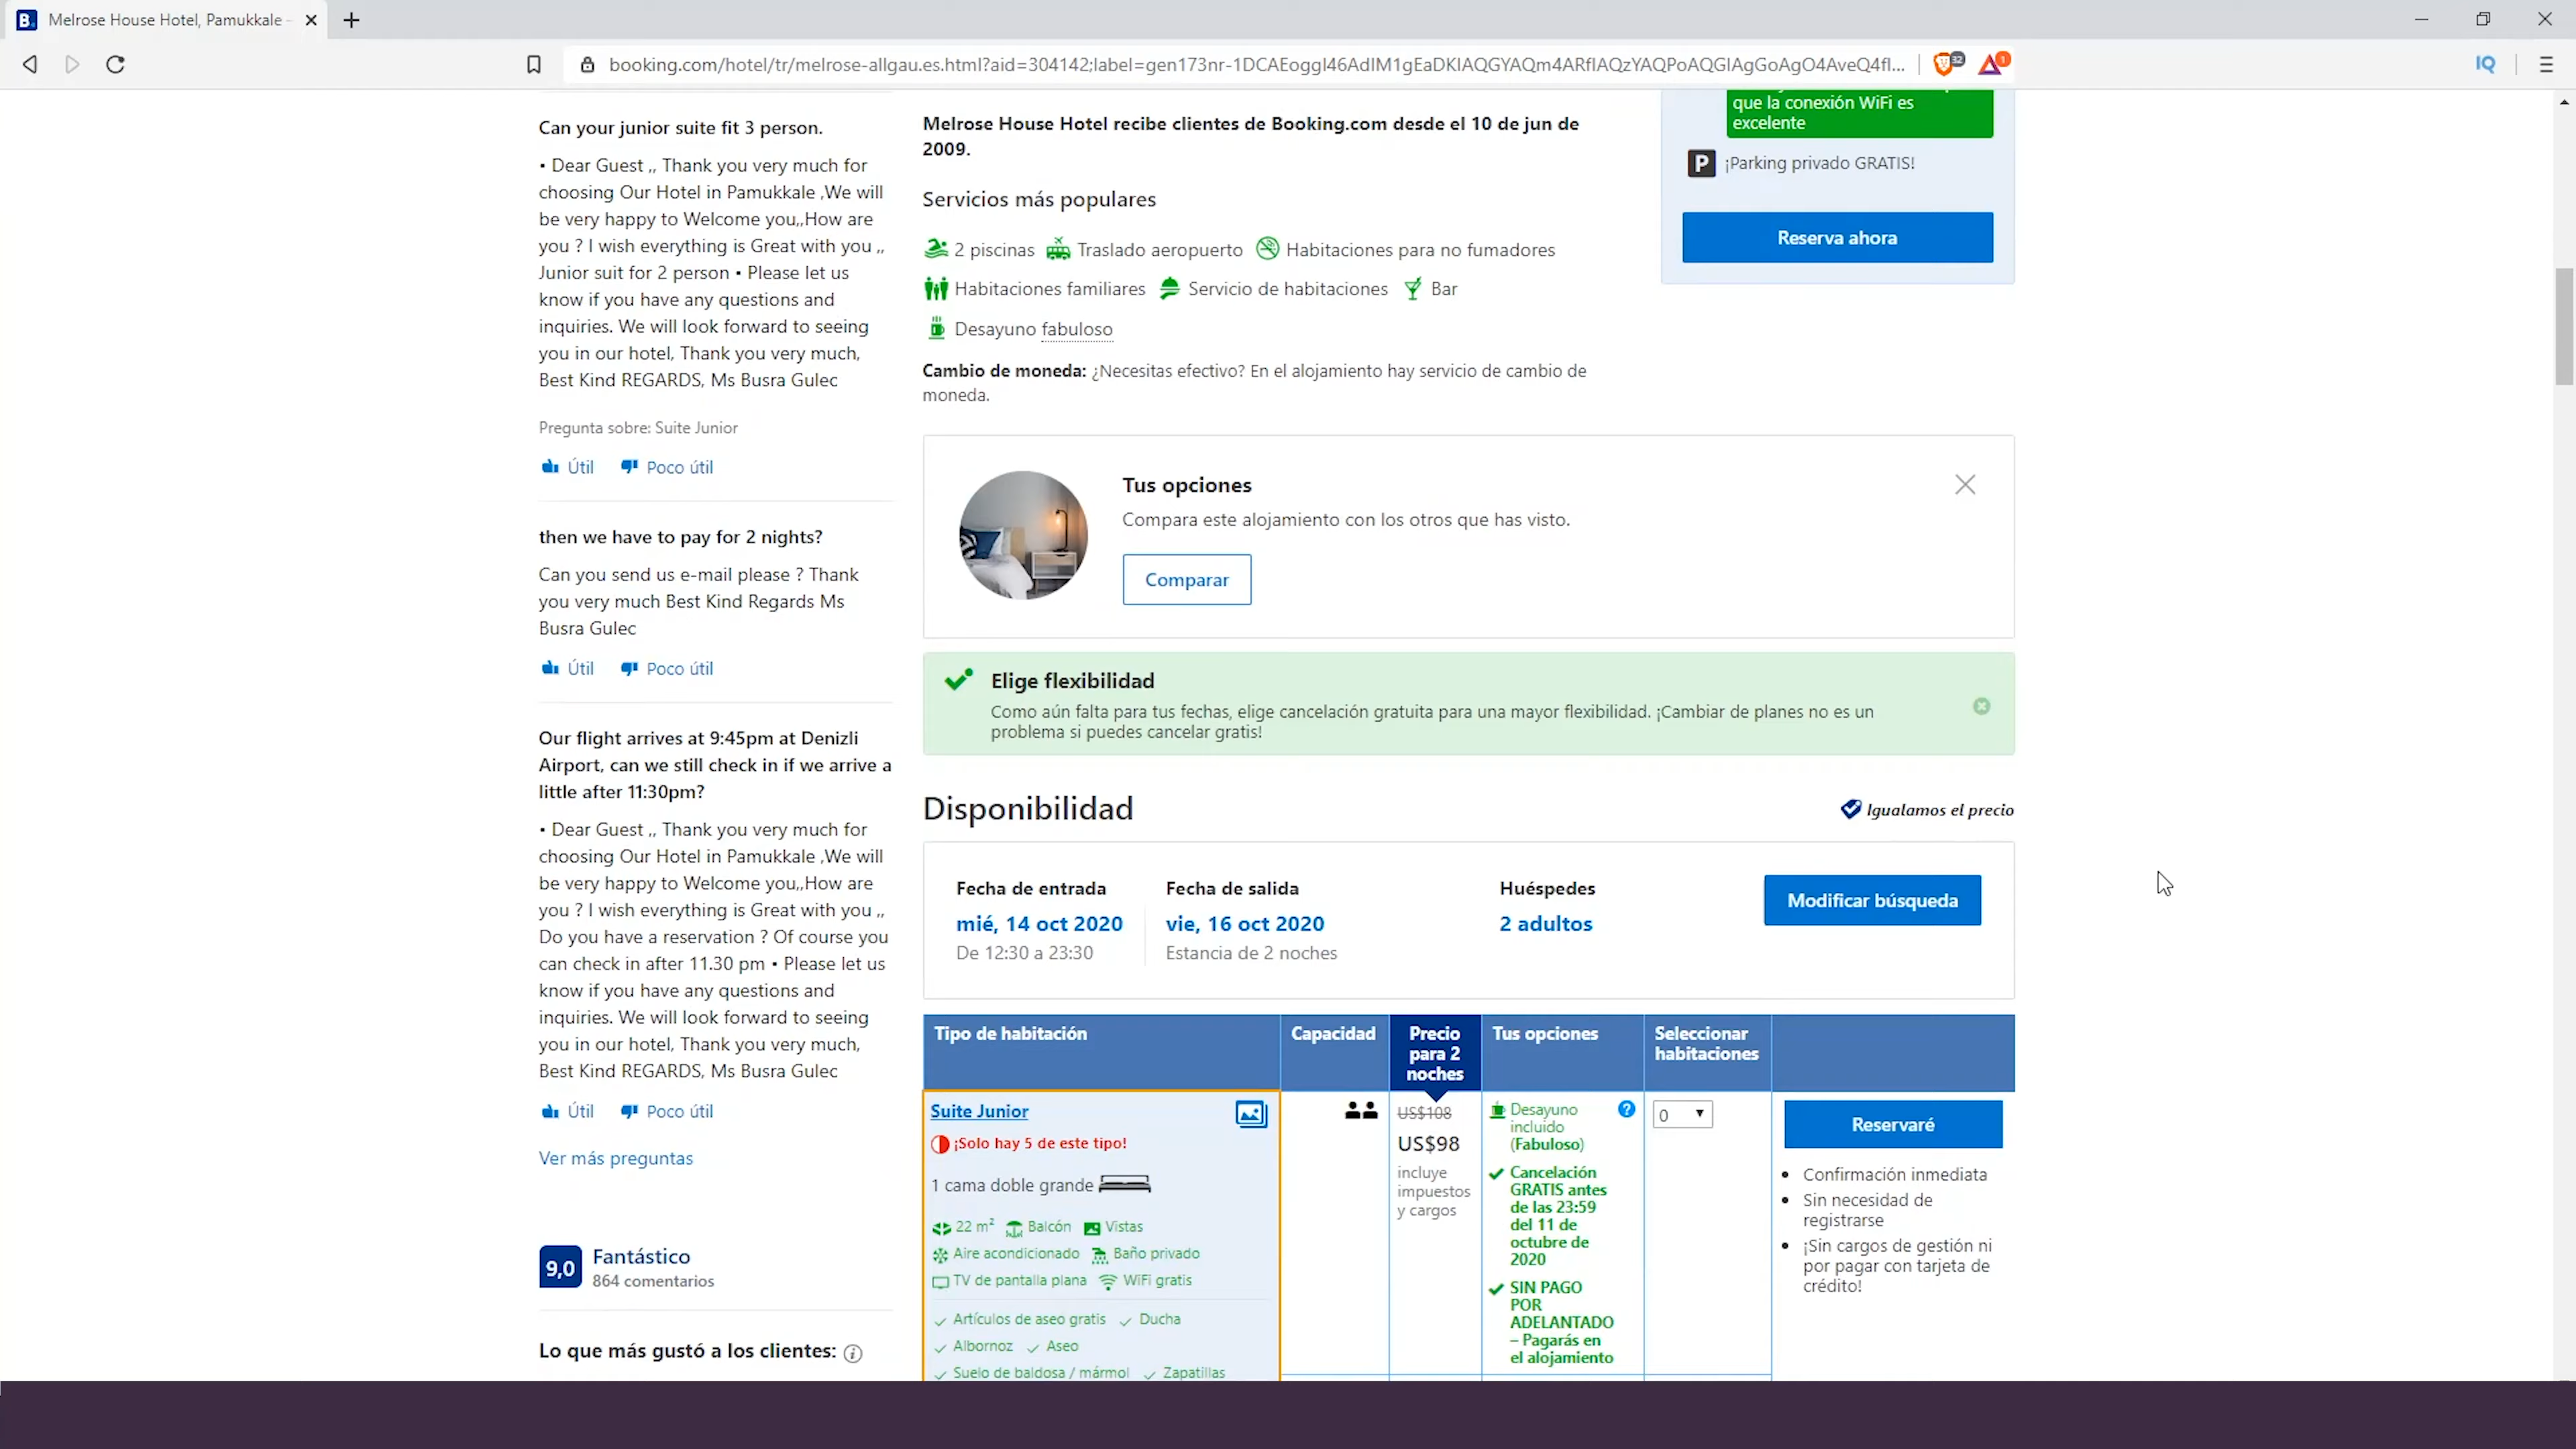 Melrose House Hotel, Pamukkale -
booking.com/hotel/tr/melrose-allgau.es.html?aid=304142;label=gen173nr-1DCAEoggI46AdIM1gEaDKIAQGYAQm4ARfIAQzYAQPoAQGIAgGoAgO4AveQ4fI...
32
1
IQ
Can your junior suite fit 3 person.
• Dear Guest ,, Thank you very much for
choosing Our Hotel in Pamukkale ,We will
be very happy to Welcome you,,How are
you ? I wish everything is Great with you ,,
Junior suit for 2 person • Please let us
know if you have any questions and
inquiries. We will look forward to seeing
you in our hotel, Thank you very much,
Best Kind REGARDS, Ms Busra Gulec
Pregunta sobre: Suite Junior
Útil Poco útil
then we have to pay for 2 nights?
Can you send us e-mail please ? Thank
you very much Best Kind Regards Ms
Busra Gulec
Útil Poco útil
Our flight arrives at 9:45pm at Denizli
Airport, can we still check in if we arrive a
little after 11:30pm?
• Dear Guest ,, Thank you very much for
choosing Our Hotel in Pamukkale ,We will
be very happy to Welcome you,,How are
you ? I wish everything is Great with you ,,
Do you have a reservation ? Of course you
can check in after 11.30 pm • Please let us
know if you have any questions and
inquiries. We will look forward to seeing
you in our hotel, Thank you very much,
Best Kind REGARDS, Ms Busra Gulec
Útil Poco útil
Ver más preguntas
9,0 Fantástico
864 comentarios
Lo que más gustó a los clientes:
Melrose House Hotel recibe clientes de Booking.com desde el 10 de jun de
2009.
Servicios más populares
2 piscinas Traslado aeropuerto Habitaciones para no fumadores
Habitaciones familiares Servicio de habitaciones Bar
Desayuno fabuloso
Cambio de moneda: ¿Necesitas efectivo? En el alojamiento hay servicio de cambio de
moneda.
que la conexión WiFi es
excelente
P ¡Parking privado GRATIS!
Reserva ahora
Tus opciones
Compara este alojamiento con los otros que has visto.
Comparar
Elige flexibilidad
Como aún falta para tus fechas, elige cancelación gratuita para una mayor flexibilidad. ¡Cambiar de planes no es un
problema si puedes cancelar gratis!
Disponibilidad
Igualamos el precio
Fecha de entrada
mié, 14 oct 2020
De 12:30 a 23:30
Fecha de salida
vie, 16 oct 2020
Estancia de 2 noches
Huéspedes
2 adultos
Modificar búsqueda
Tipo de habitación
Capacidad
Precio
para 2
noches
Tus opciones
Seleccionar
habitaciones
Suite Junior
¡Solo hay 5 de este tipo!
1 cama doble grande
22 m² Balcón Vistas
Aire acondicionado Baño privado
TV de pantalla plana WiFi gratis
Artículos de aseo gratis Ducha
Albornoz Aseo
Suelo de baldosa / mármol Zapatillas
US$108
US$98
incluye
impuestos
y cargos
Desayuno
incluido
(Fabuloso)
Cancelación
GRATIS antes
de las 23:59
del 11 de
octubre de
2020
SIN PAGO
POR
ADELANTADO
– Pagarás en
el alojamiento
0
Reservaré
• Confirmación inmediata
• Sin necesidad de
registrarse
• ¡Sin cargos de gestión ni
por pagar con tarjeta de
crédito!